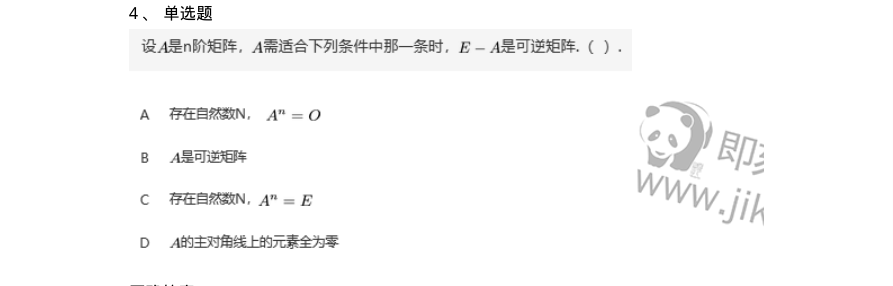 4 、 单选题
设A是n阶矩阵，A需适合下列条件中那一条时，E − A是可逆矩阵.（ ）.
A 存在自然数N， Aⁿ = O
B A是可逆矩阵
C 存在自然数N，Aⁿ = E
D A的主对角线上的元素全为零
即
www.jik